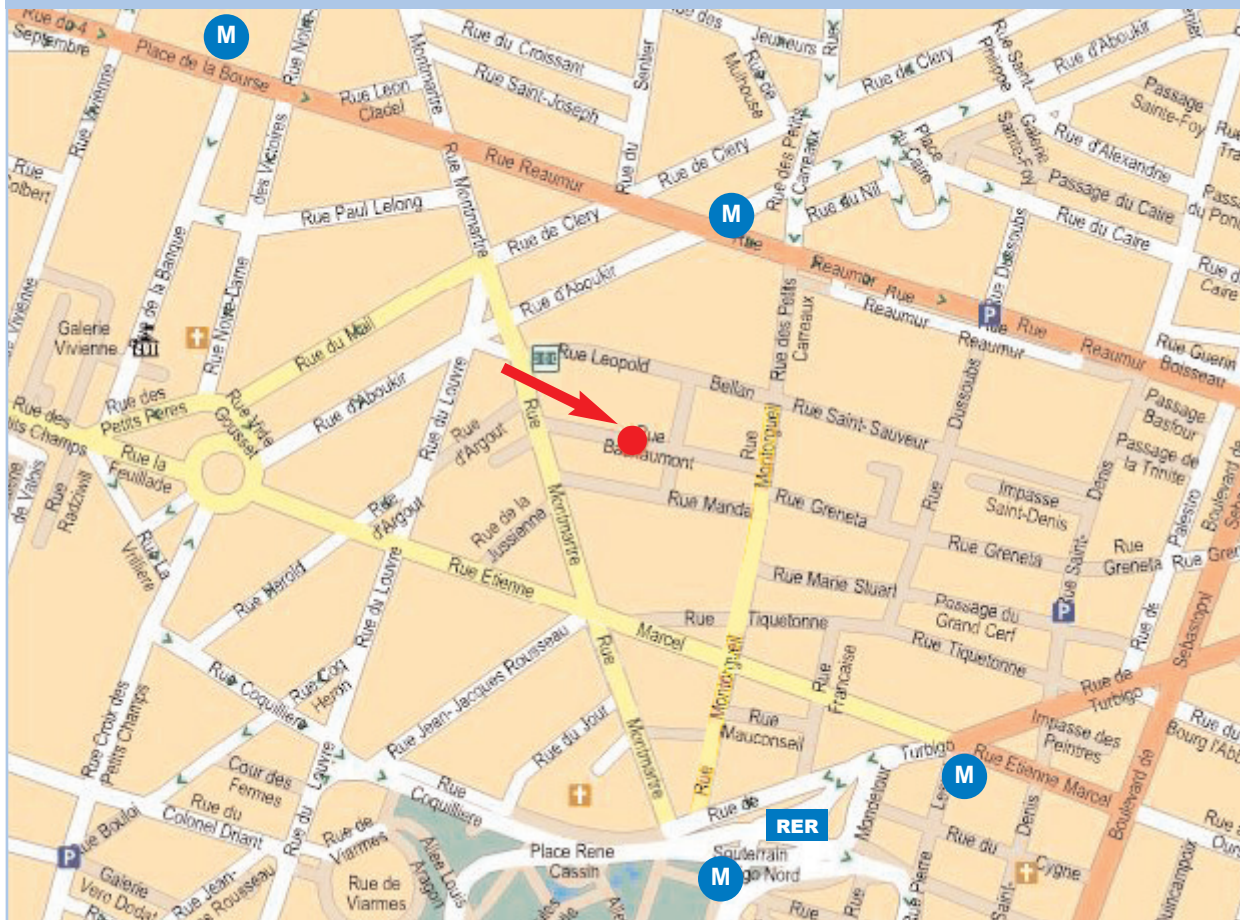 Rue du 4
Septembre
M
Place de la Bourse
Rue Vivienne
Rue Leon
Cladel
Montmartre
Rue du Croissant
Rue Saint-Joseph
Sentier
Rue du
Jeuneurs
Rue de
Mulhouse
Rue de Clery
Rue d'Aboukir
Rue Saint-
Philippe
Passage
Sainte-Foy
Galerie
Sainte-Foy
Rue d'Alexandrie
Place
du Caire
Passage du Caire
Rue du Caire
Rue du Nil
Rue des Petits
Carreaux
Rue de Clery
Rue Reaumur
M
Rue
Reaumur
Rue
Rue
Reaumur
Rue
Reaumur
Reaumur
Rue Dussoubs
P
Rue Guerin
Boisseau
Rue Montmartre
Rue Paul Lelong
des Victoires
Rue de la Banque
Rue de Clery
Rue d'Aboukir
Rue du Mail
Galerie
Vivienne
Rue Leopold
Bellan
Rue des Petits
Carreaux
Rue Saint-Sauveur
Dussoubs
Rue
Passage
Basfour
Passage de
la Trinite
Rue des
Petits Peres
Rue Vide
Gousset
Rue d'Aboukir
Rue du Louvre
Rue
d'Argout
Rue
Rue
Montorgueil
Rue des
Rue la
Feuillade
Rue
Radziwill
de Valois
Rue La
Vrilliere
Rue
d'Argout
Rue de la
Jussienne
Montmartre
Rue Manda
Rue Greneta
Impasse
Saint-Denis
Denis
Rue Saint-
Rue Greneta
Rue
Greneta
Palestro
Rue de
Boulevard de
Sebastopol
Rue Herold
Rue du Louvre
Rue Etienne
Marcel
Rue Marie Stuart
Passage du
Grand Cerf
P
Rue
Tiquetonne
Rue Tiquetonne
Rue
Francaise
Rue de
Turbigo
Rue Coquilliere
Rue Coq
Heron
Rue Jean-Jacques Rousseau
Rue
Montmartre
Rue du Jour
Montorgueil
Rue
Rue
Mauconseil
Impasse des
Peintres
Rue du
Bourg l'Abb
Rue Croix des
Petits Champs
Cour des
Fermes
Rue du
Colonel Driant
Rue du Louvre
Rue
Coquilliere
Rue de
Turbigo
M
Rue Etienne Marcel
Boulevard de
RER
Mondetour
Rue du
Cygne
Denis
Saint-
P
Rue Bouloi
Galerie
Vero Dodat
Rue Jean-
Rousseau
Rue de
Viarmes
Rue de
Viarmes
Allee Louis
Aragon
Place Rene
Cassin
Souterrain
M
go Nord
Rue Pierre
Rue